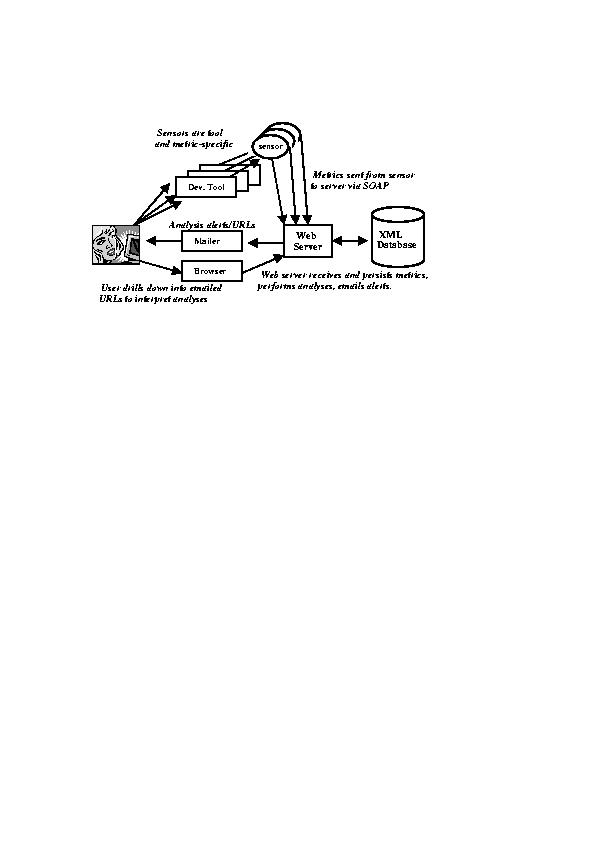 Sensors are tool
and metric-specific
sensor
Metrics sent from sensor
to server via SOAP
Dev. Tool
Analysis alerts/URLs
Mailer
Web
Server
XML
Database
Browser
Web server receives and persists metrics,
performs analyses, emails alerts.
User drills down into emailed
URLs to interpret analyses